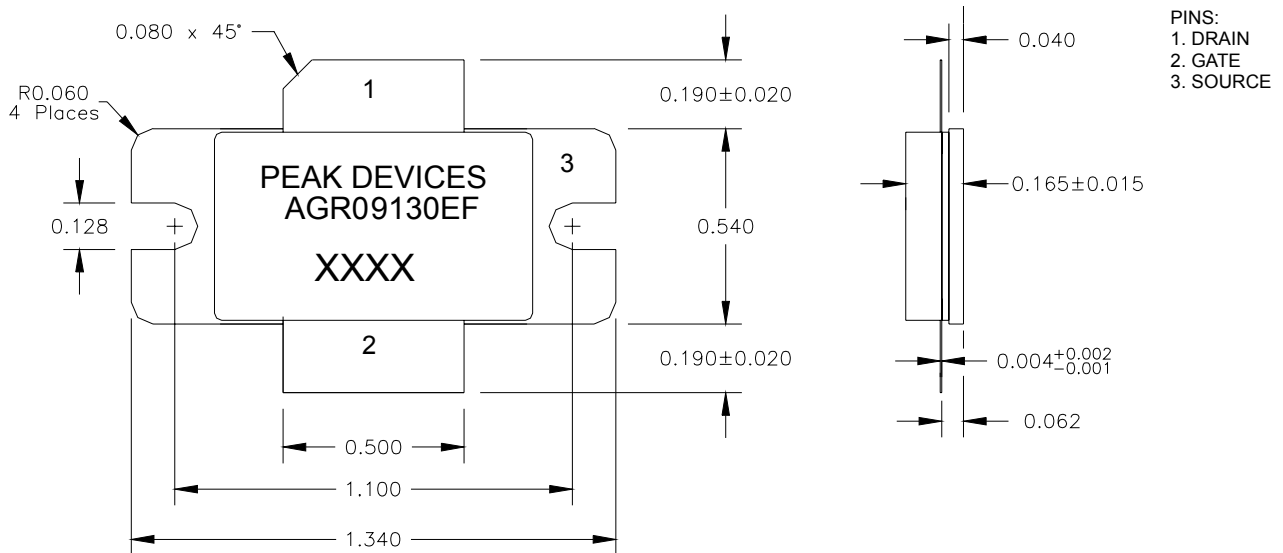 0.080 x 45°
R0.060
4 Places
0.128
1
2
3
PEAK DEVICES
AGR09130EF
XXXX
0.190±0.020
0.540
0.190±0.020
0.500
1.100
1.340
0.040
0.165±0.015
0.004+0.002
-0.001
0.062
PINS:
1. DRAIN
2. GATE
3. SOURCE